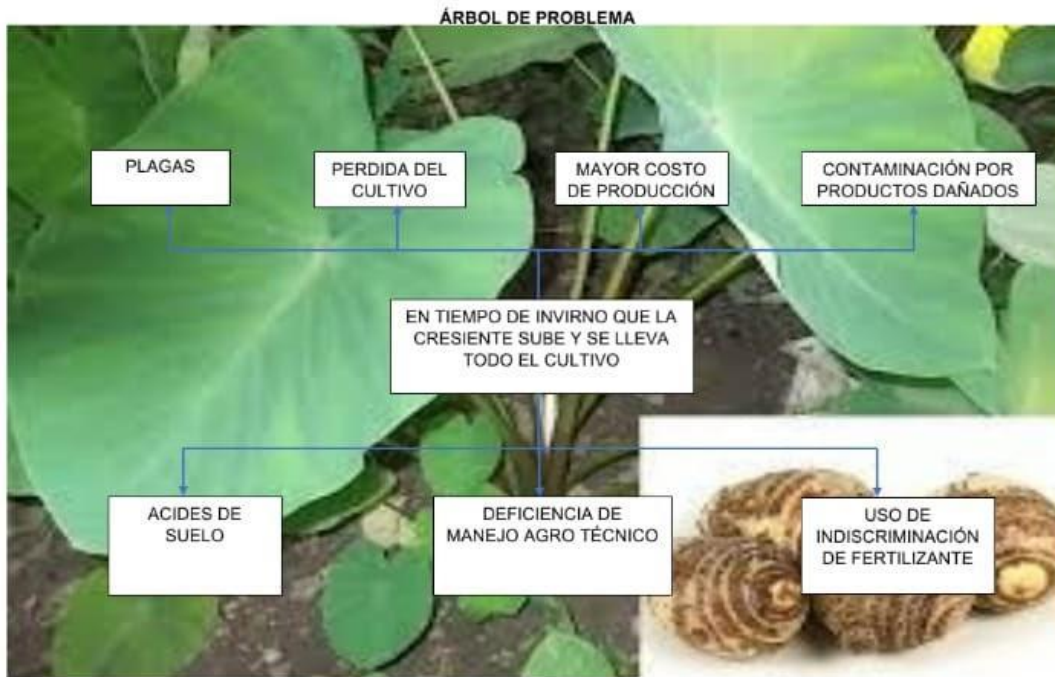 ÁRBOL DE PROBLEMA
PLAGAS
PERDIDA DEL
CULTIVO
MAYOR COSTO
DE PRODUCCIÓN
CONTAMINACIÓN POR
PRODUCTOS DAÑADOS
EN TIEMPO DE INVIRNO QUE LA
CRESIENTE SUBE Y SE LLEVA
TODO EL CULTIVO
ACIDES DE
SUELO
DEFICIENCIA DE
MANEJO AGRO TÉCNICO
USO DE
INDISCRIMINACIÓN
DE FERTILIZANTE